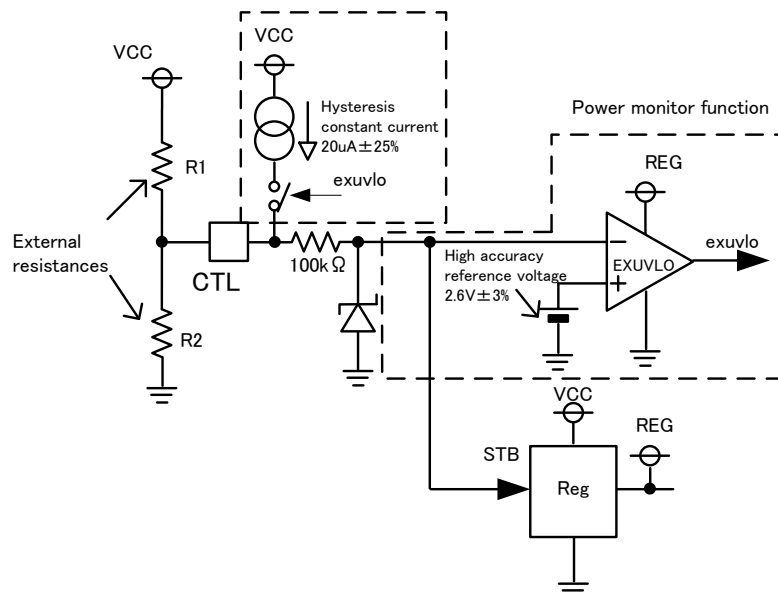 VCC
VCC
Hysteresis
constant current
20uA±25%
Power monitor function
R1
exuvlo
REG
External
resistances
CTL
100kΩ
High accuracy
reference voltage
2.6V±3%
EXUVLO
exuvlo
−
+
R2
VCC
REG
STB
Reg